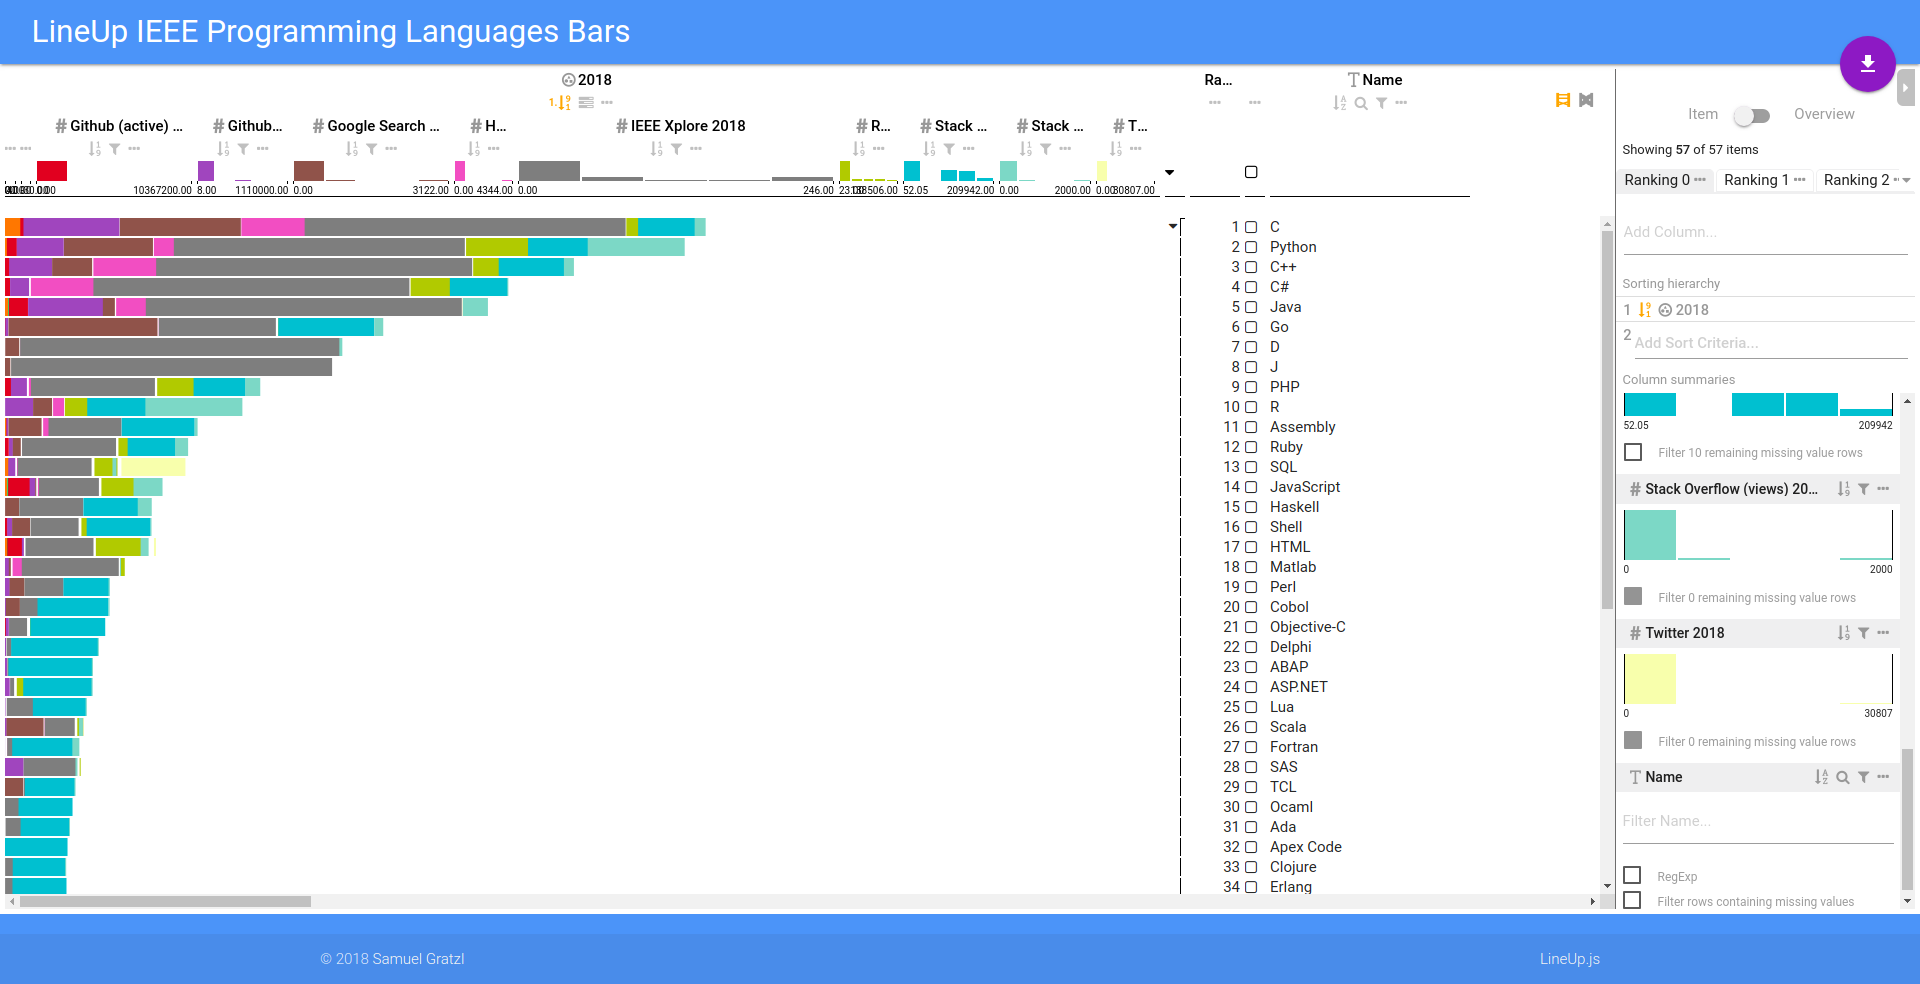 LineUp IEEE Programming Languages Bars
2018
Ra...
Name
Github (active) ...
Github...
Google Search ...
H...
IEEE Xplore 2018
R...
Stack ...
Stack ...
T...
10367200.00
8.00
1110000.00
0.00
3122.00
0.00
4344.00
0.00
246.00
52.05
209942.00
0.00
2000.00
30807.00
1 C
2 Python
3 C++
4 C#
5 Java
6 Go
7 D
8 J
9 PHP
10 R
11 Assembly
12 Ruby
13 SQL
14 JavaScript
15 Haskell
16 Shell
17 HTML
18 Matlab
19 Perl
20 Cobol
21 Objective-C
22 Delphi
23 ABAP
24 ASP.NET
25 Lua
26 Scala
27 Fortran
28 SAS
29 TCL
30 Ocaml
31 Ada
32 Apex Code
33 Clojure
34 Erlang
Item
Overview
Showing 57 of 57 items
Ranking 0
Ranking 1
Ranking 2
Add Column...
Sorting hierarchy
1 2018
2 Add Sort Criteria...
Column summaries
52.05
209942
Filter 10 remaining missing value rows
# Stack Overflow (views) 20...
0
2000
Filter 0 remaining missing value rows
# Twitter 2018
0
30807
Filter 0 remaining missing value rows
Name
Filter Name...
RegExp
Filter rows containing missing values
© 2018 Samuel Gratzl
LineUp.js